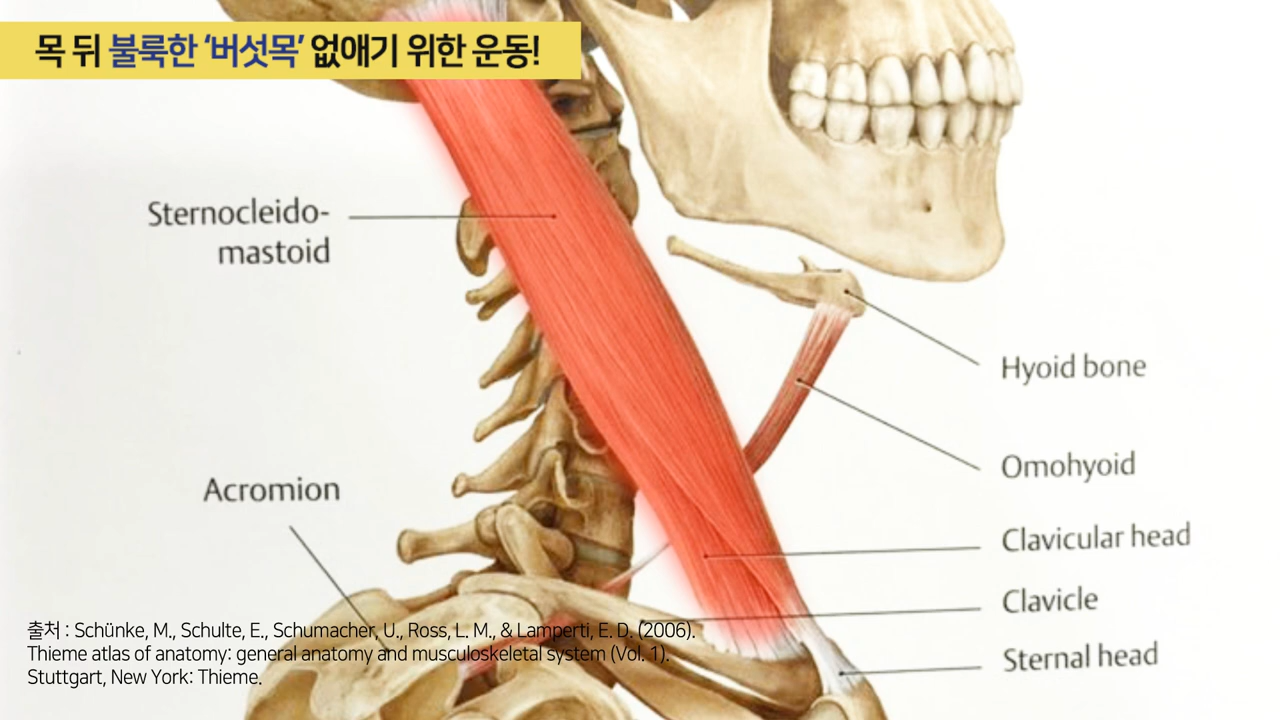 목 뒤 불룩한 ‘버섯목’ 없애기 위한 운동!
Sternocleido-
mastoid
Hyoid bone
Omohyoid
Acromion
Clavicular head
Clavicle
Sternal head
출처 : Schünke, M., Schulte, E., Schumacher, U., Ross, L. M., & Lamperti, E. D. (2006).
Thieme atlas of anatomy: general anatomy and musculoskeletal system (Vol. 1).
Stuttgart, New York: Thieme.